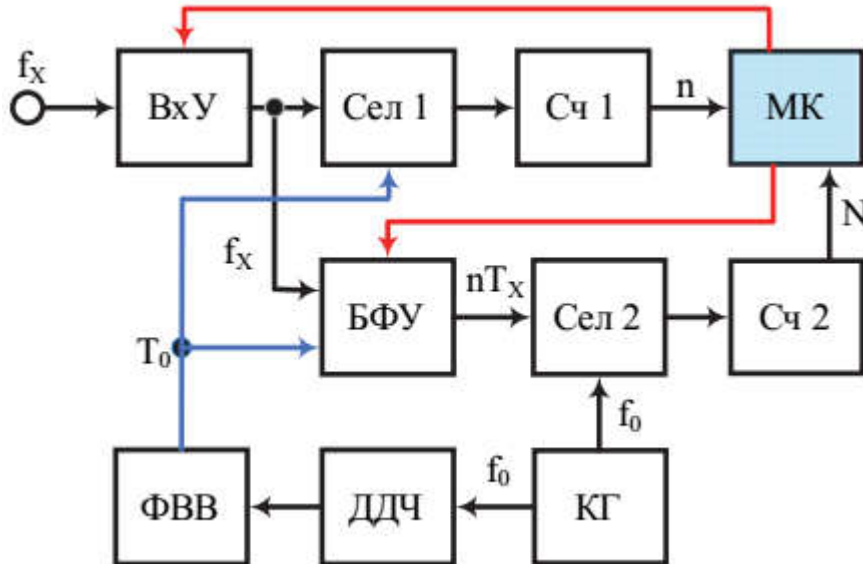 fX
ВхУ
Сел 1
Сч 1
n
МК
fX
БФУ
nTX
Сел 2
Сч 2
N
T0
f0
ФВВ
ДДЧ
f0
КГ